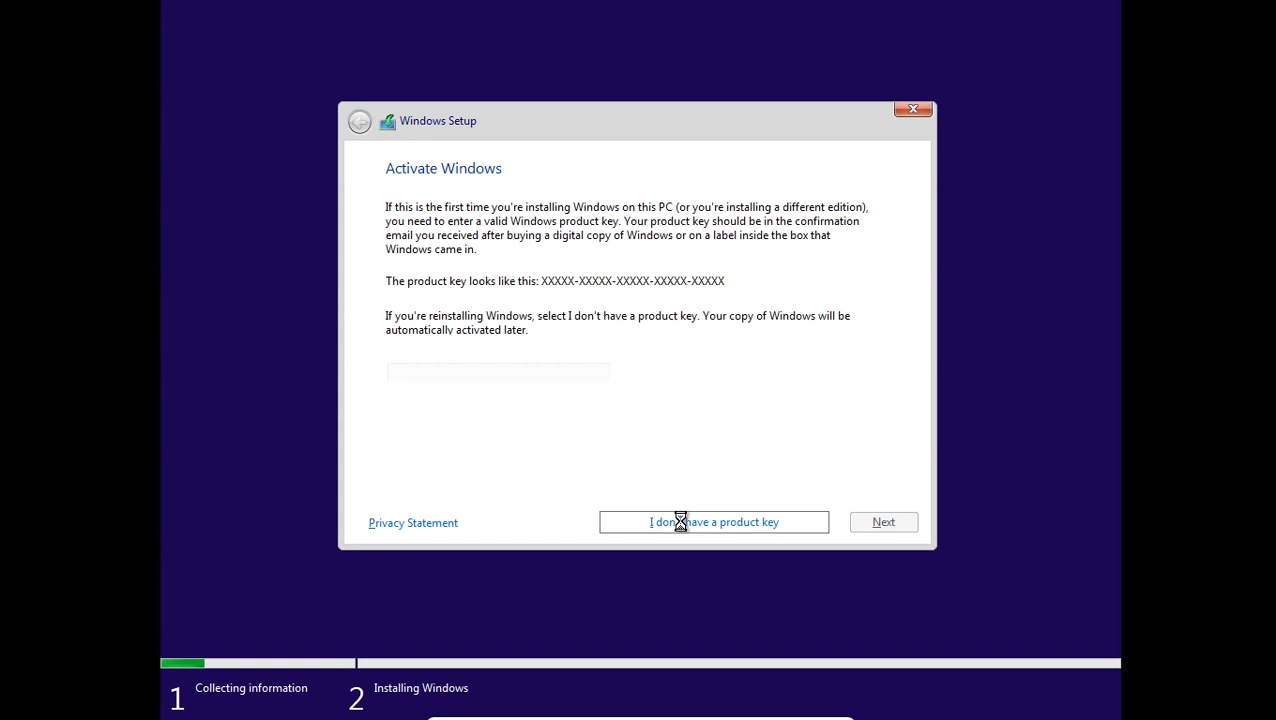 Windows Setup
Activate Windows
If this is the first time you're installing Windows on this PC (or you're installing a different edition),
you need to enter a valid Windows product key. Your product key should be in the confirmation
email you received after buying a digital copy of Windows or on a label inside the box that
Windows came in.
The product key looks like this: XXXXX-XXXXX-XXXXX-XXXXX-XXXXX
If you're reinstalling Windows, select I don't have a product key. Your copy of Windows will be
automatically activated later.
Privacy Statement
I don't have a product key
Next
1 Collecting information
2 Installing Windows